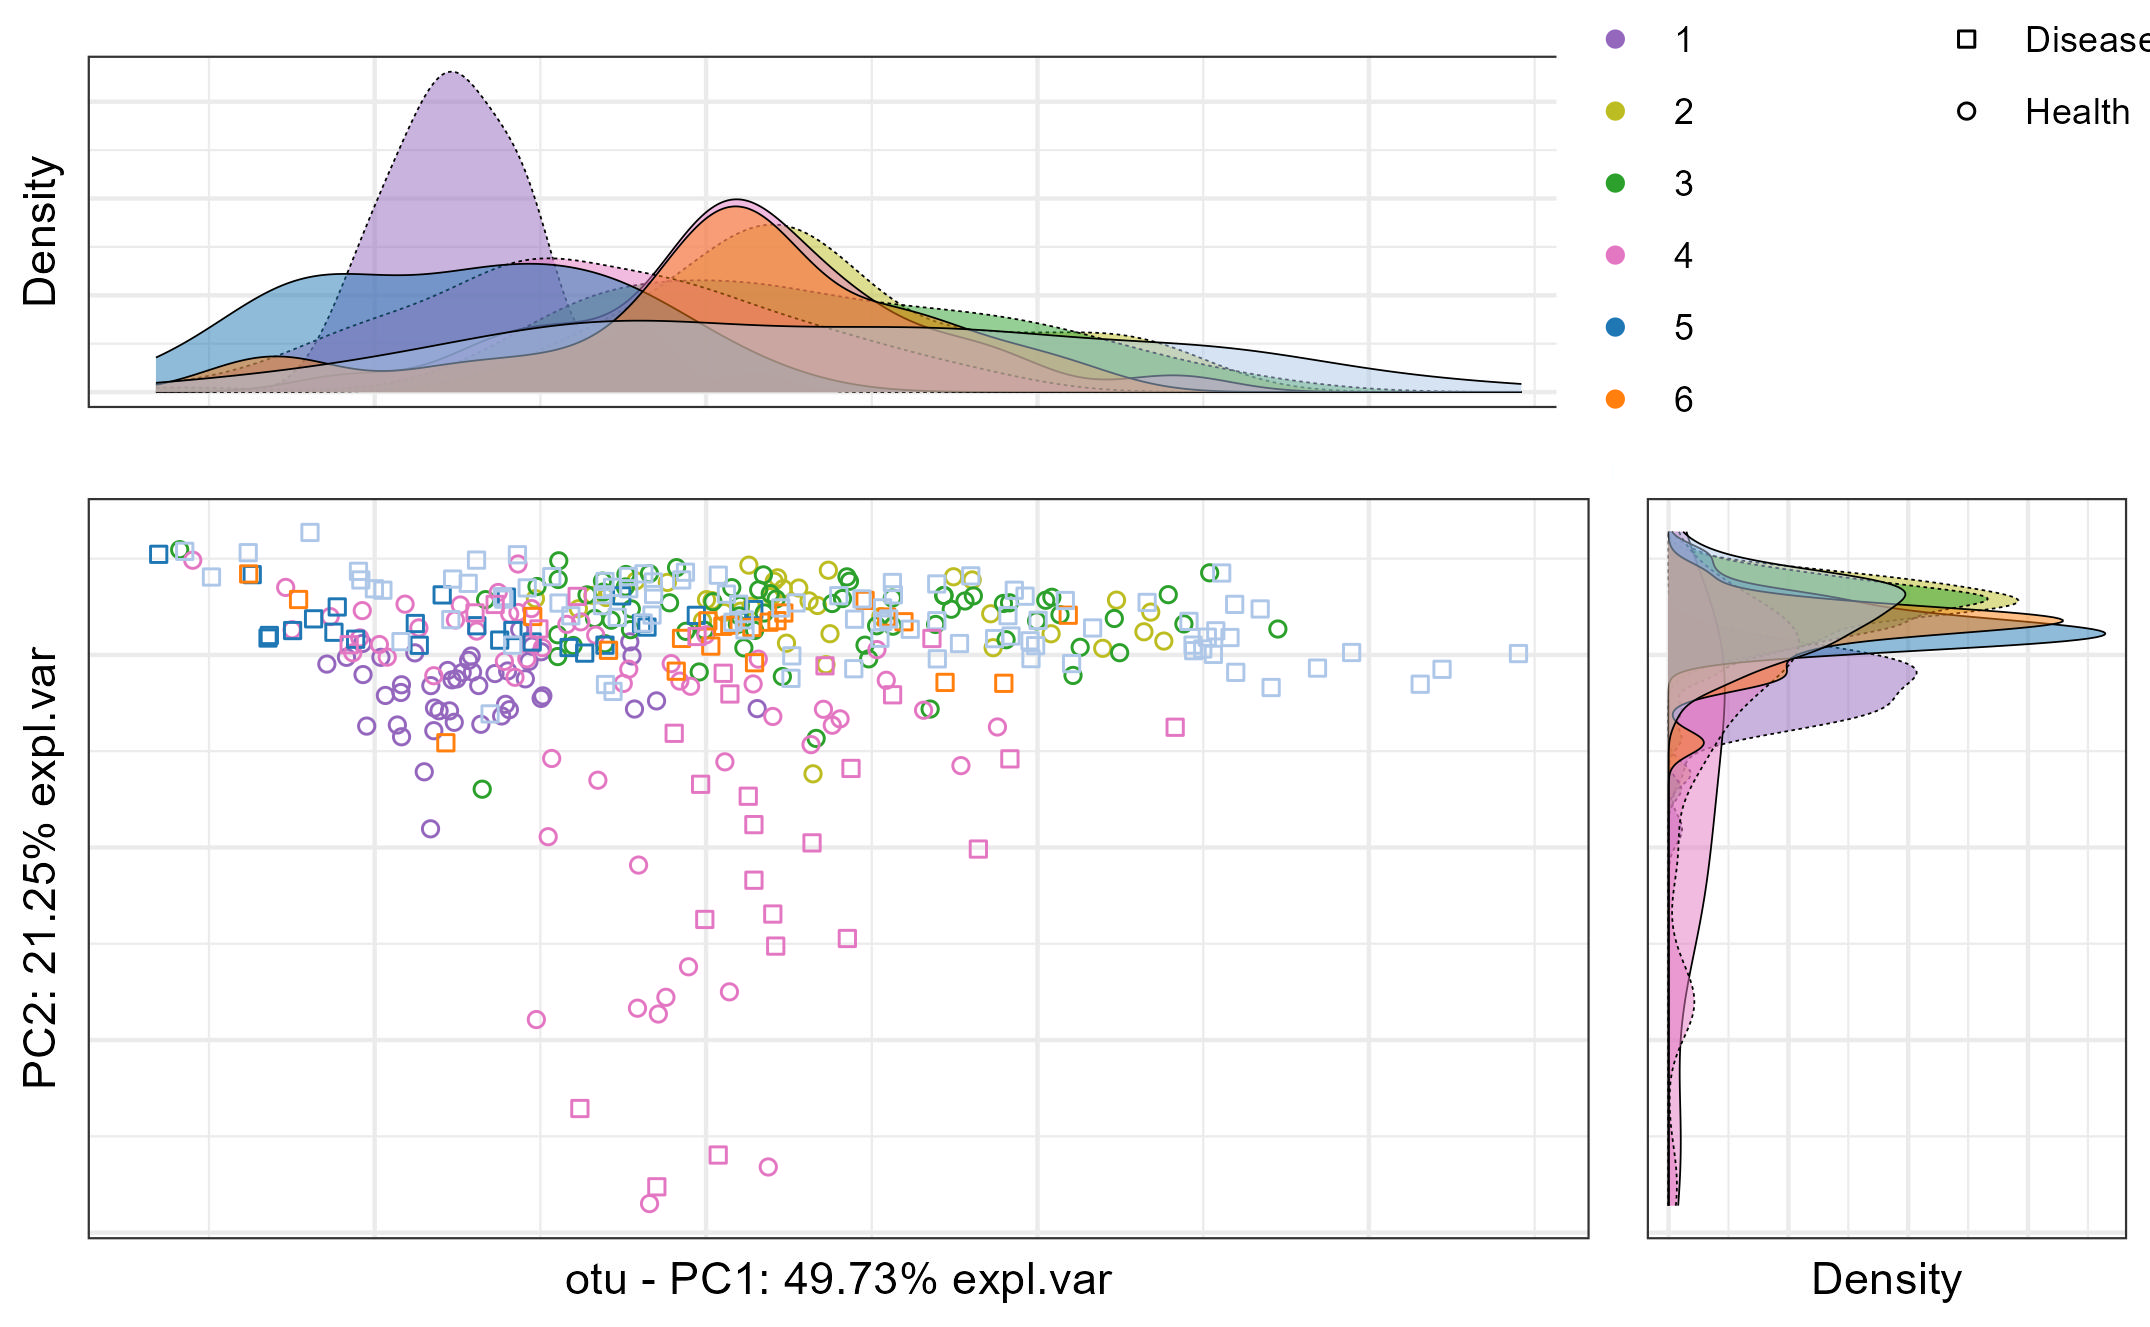 Density
1
2
3
4
5
6
Disease
Health
PC2: 21.25% expl.var
otu - PC1: 49.73% expl.var
Density